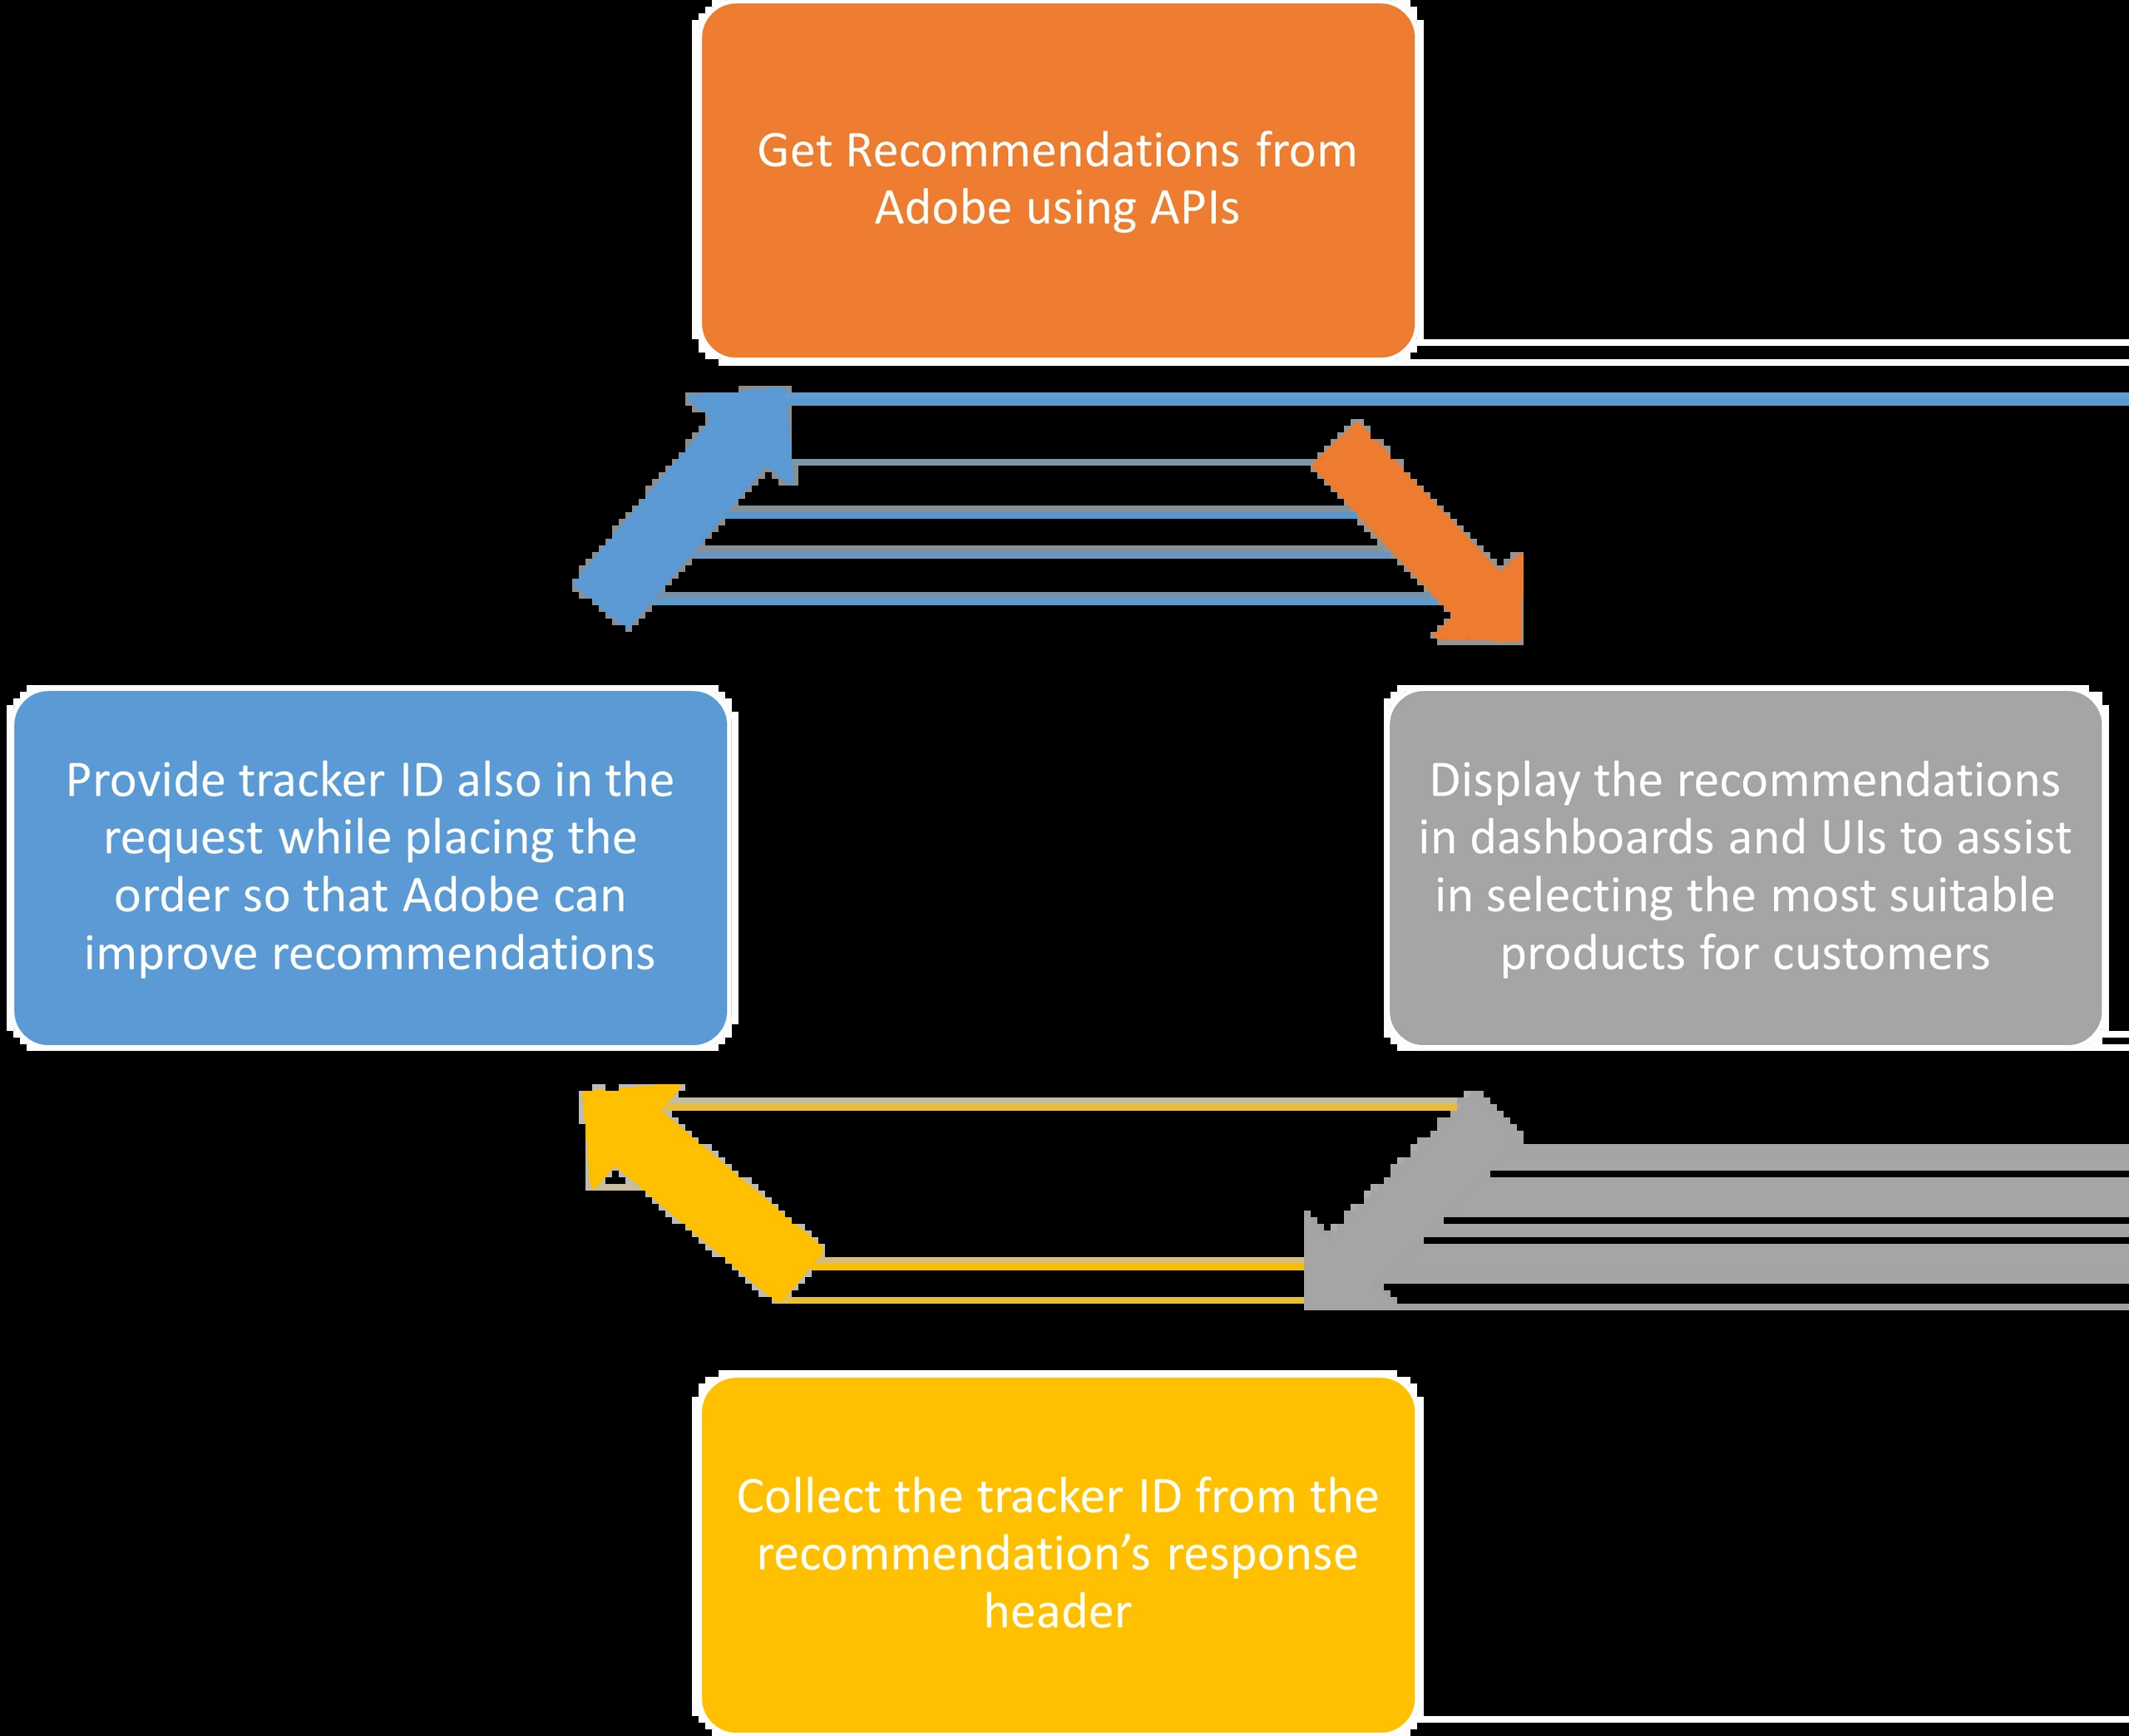 Get Recommendations from
Adobe using APIs
Provide tracker ID also in the
request while placing the
order so that Adobe can
improve recommendations
Display the recommendations
in dashboards and UIs to assist
in selecting the most suitable
products for customers
Collect the tracker ID from the
recommendation’s response
header